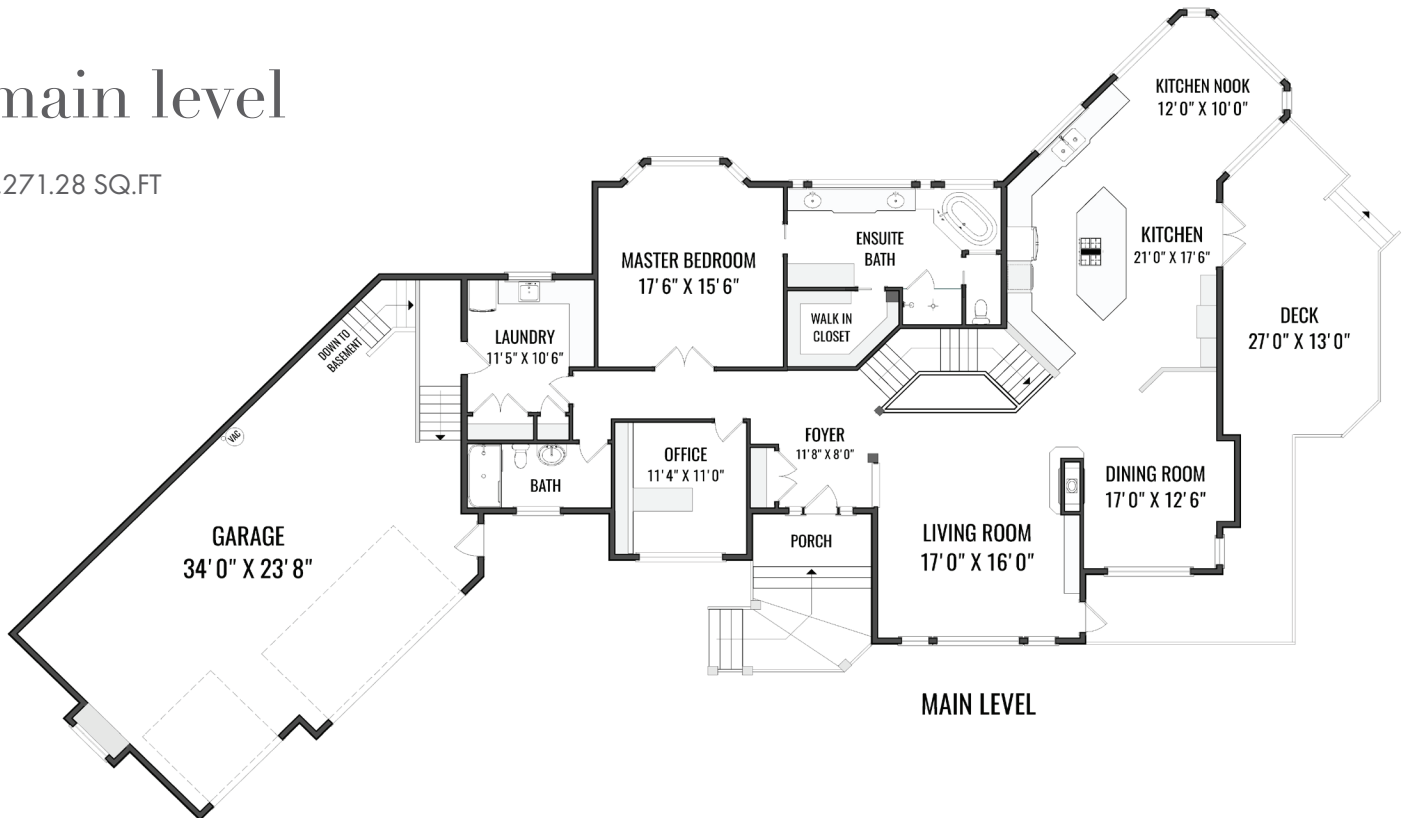 main level
271.28 SQ.FT
KITCHEN NOOK
12'0" X 10'0"
MASTER BEDROOM
17'6" X 15'6"
ENSUITE
BATH
KITCHEN
21'0" X 17'6"
WALK IN
CLOSET
DECK
27'0" X 13'0"
DOWN TO
BASEMENT
LAUNDRY
11'5" X 10'6"
VAC
FOYER
11'8" X 8'0"
OFFICE
11'4" X 11'0"
BATH
DINING ROOM
17'0" X 12'6"
GARAGE
34'0" X 23'8"
PORCH
LIVING ROOM
17'0" X 16'0"
MAIN LEVEL